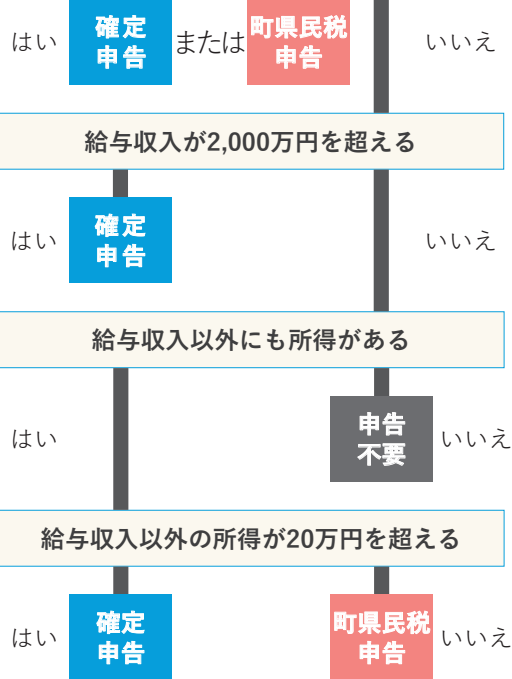 はい 確定申告 または 町県民税申告 いいえ
給与収入が2,000万円を超える
はい 確定申告 いいえ
給与収入以外にも所得がある
はい 申告不要 いいえ
給与収入以外の所得が20万円を超える
はい 確定申告 町県民税申告 いいえ